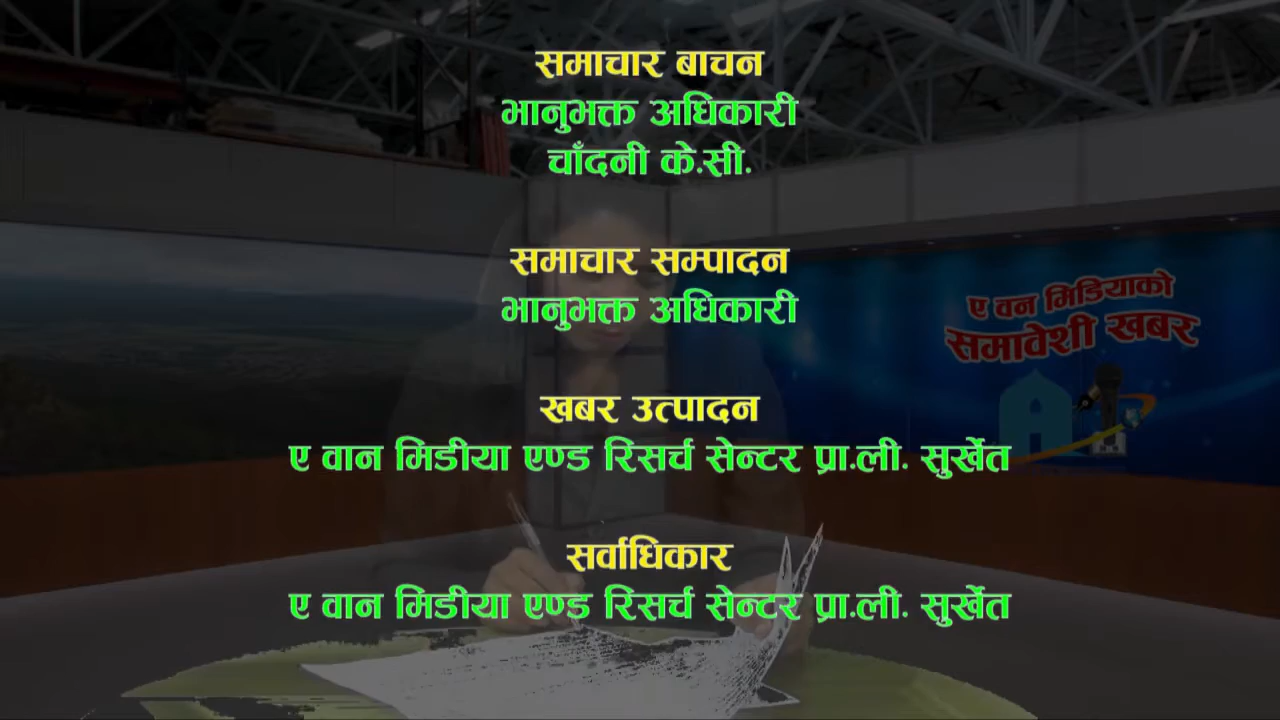 समाचार बाचन
भानुभक्त अधिकारी
चाँदनी के.सी.
समाचार सम्पादन
भानुभक्त अधिकारी
ए वन मिडियाको
समावेशी खबर
खबर उत्पादन
ए वान मिडीया एण्ड रिसर्च सेन्टर प्रा.ली. सुर्खेत
सर्वाधिकार
ए वान मिडीया एण्ड रिसर्च सेन्टर प्रा.ली. सुर्खेत